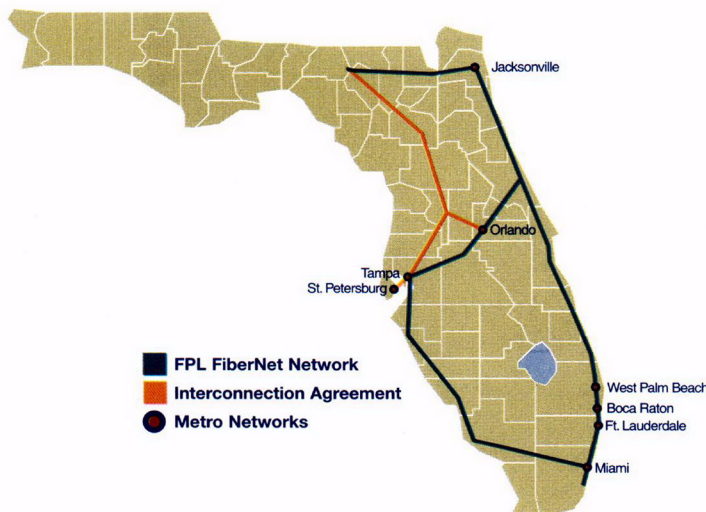 Jacksonville
Orlando
Tampa
St. Petersburg
FPL FiberNet Network
Interconnection Agreement
Metro Networks
West Palm Beach
Boca Raton
Ft. Lauderdale
Miami